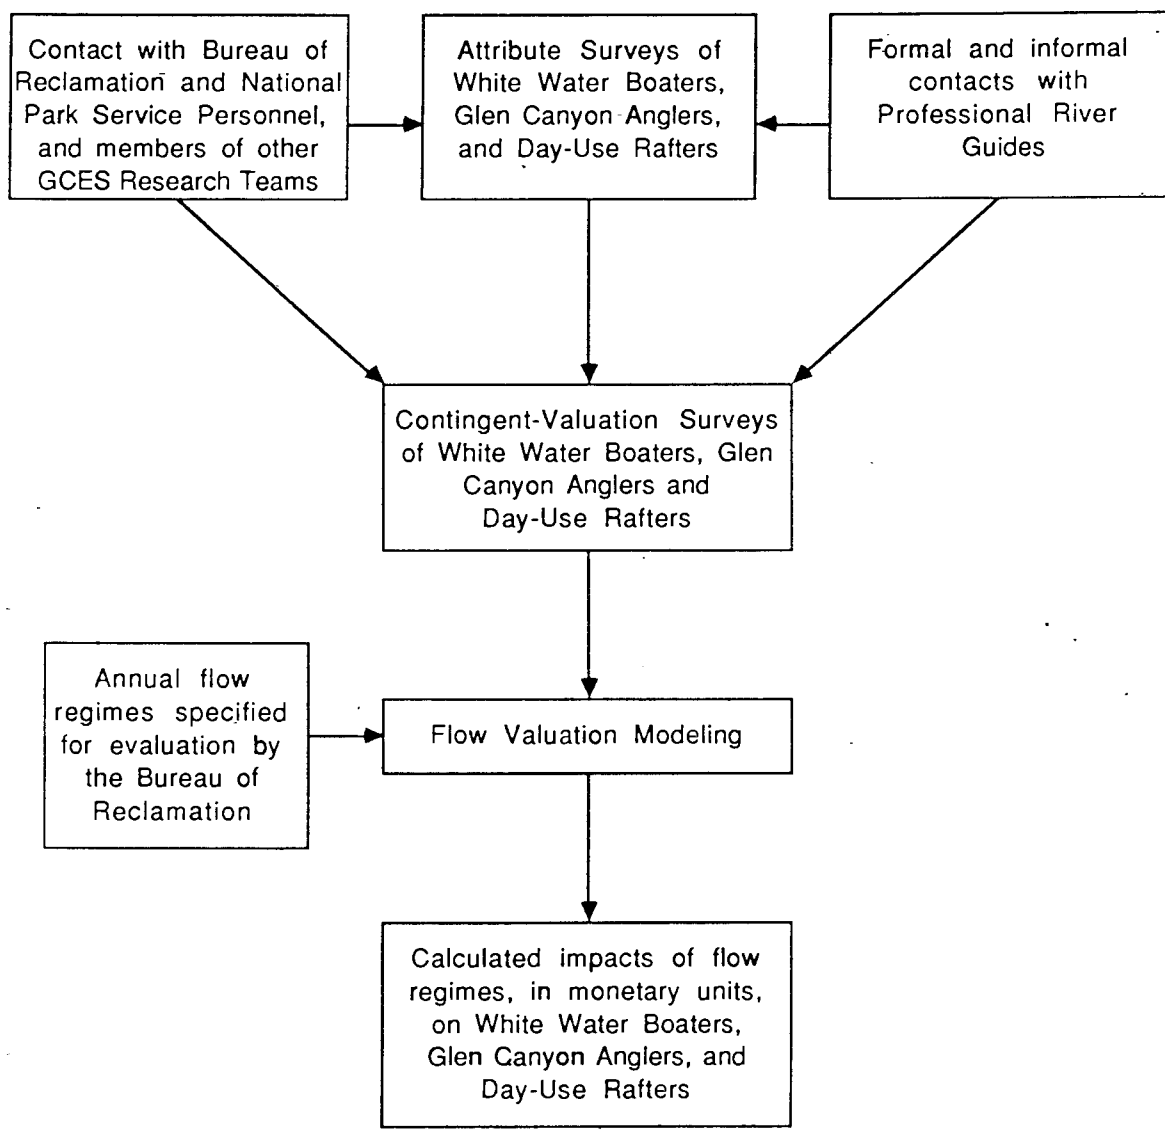 Contact with Bureau of
Reclamation and National
Park Service Personnel,
and members of other
GCES Research Teams
Attribute Surveys of
White Water Boaters,
Glen Canyon Anglers,
and Day-Use Rafters
Formal and informal
contacts with
Professional River
Guides
Contingent-Valuation Surveys
of White Water Boaters, Glen
Canyon Anglers and
Day-Use Rafters
Annual flow
regimes specified
for evaluation by
the Bureau of
Reclamation
Flow Valuation Modeling
Calculated impacts of flow
regimes, in monetary units,
on White Water Boaters,
Glen Canyon Anglers, and
Day-Use Rafters